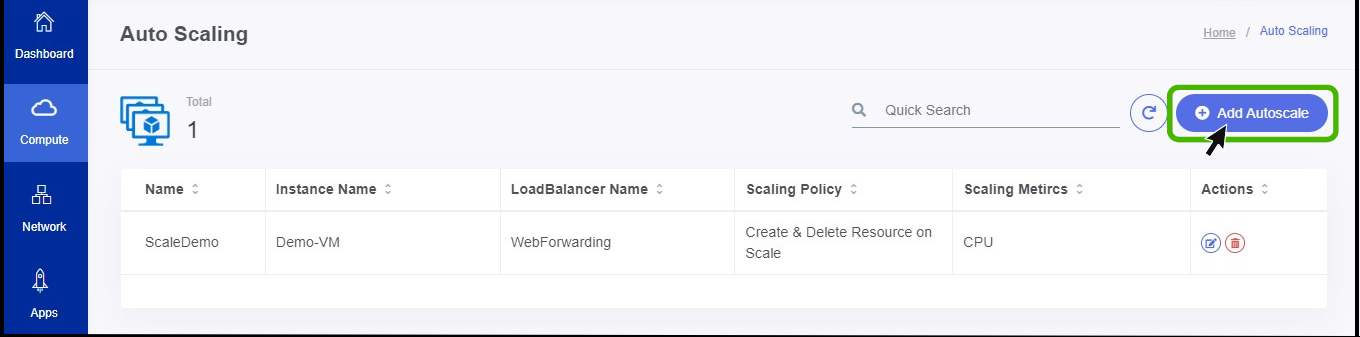 Dashboard
Compute
Network
Apps
Auto Scaling
Home / Auto Scaling
Total
1
Quick Search
Add Autoscale
Name Instance Name LoadBalancer Name Scaling Policy Scaling Metircs Actions
ScaleDemo Demo-VM WebForwarding Create & Delete Resource on
Scale CPU